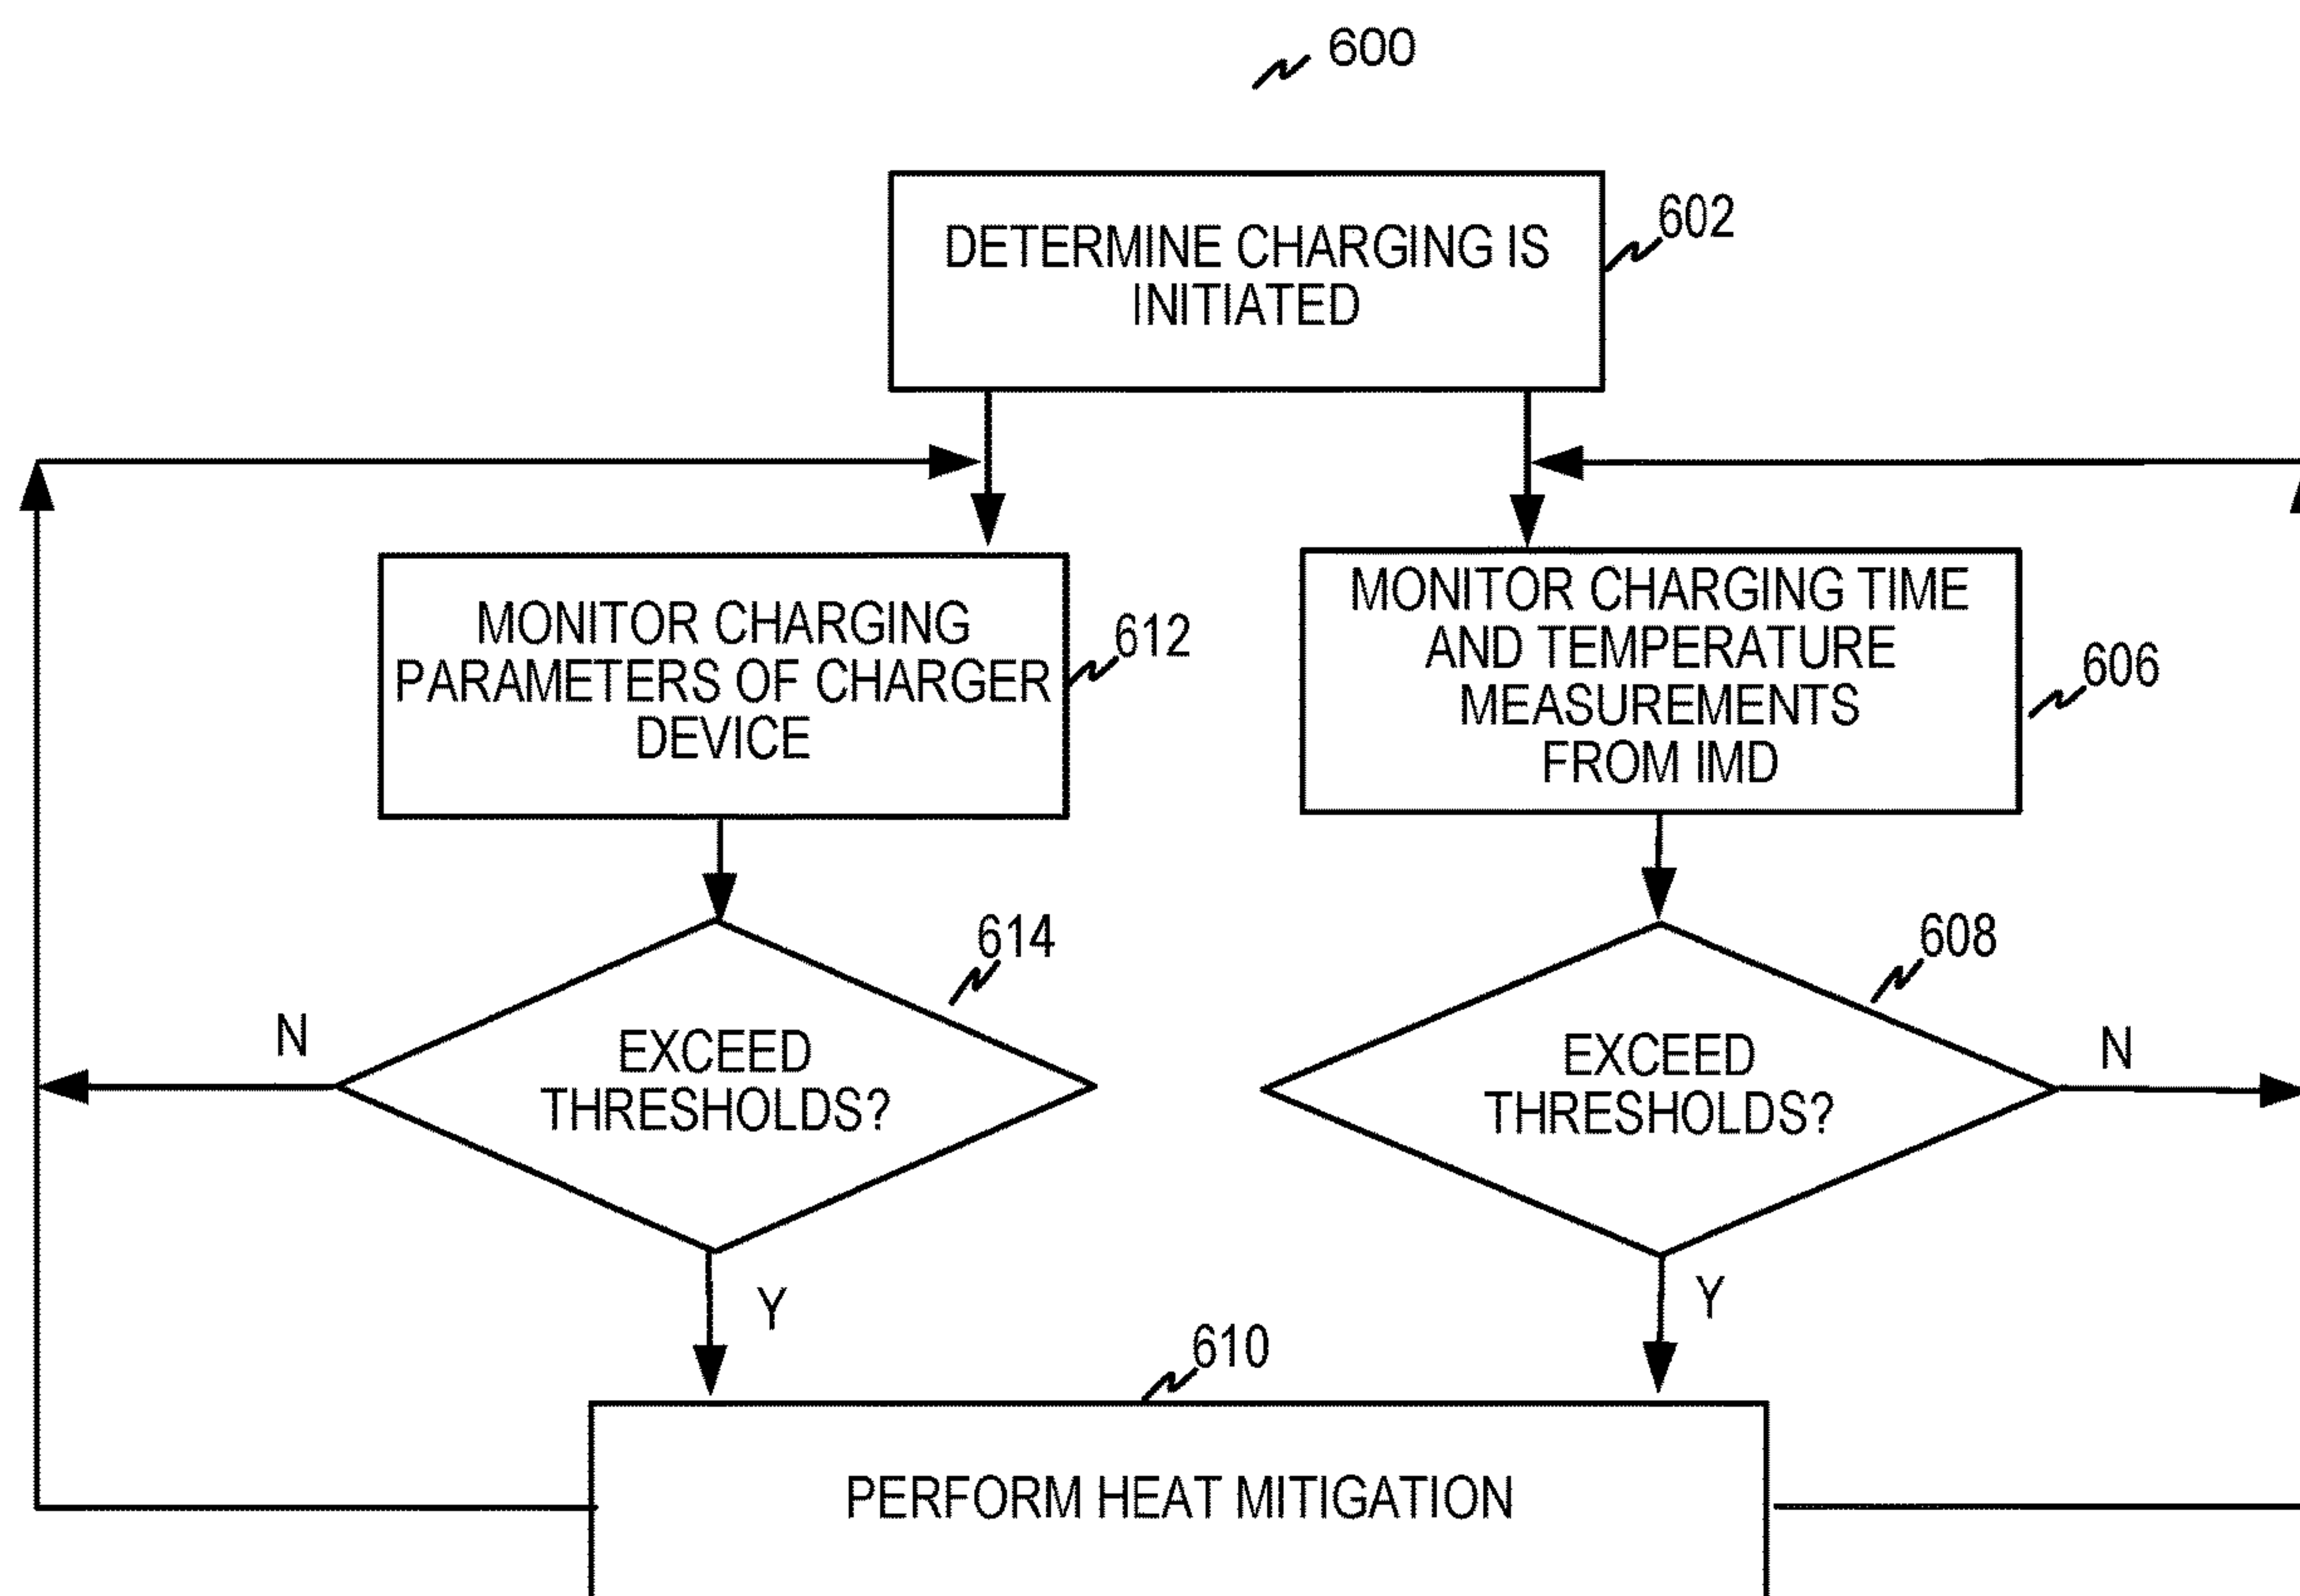 600
DETERMINE CHARGING IS
INITIATED
602
MONITOR CHARGING
PARAMETERS OF CHARGER
DEVICE
612
MONITOR CHARGING TIME
AND TEMPERATURE
MEASUREMENTS
FROM IMD
606
614
EXCEED
THRESHOLDS?
N
Y
608
EXCEED
THRESHOLDS?
N
Y
610
PERFORM HEAT MITIGATION